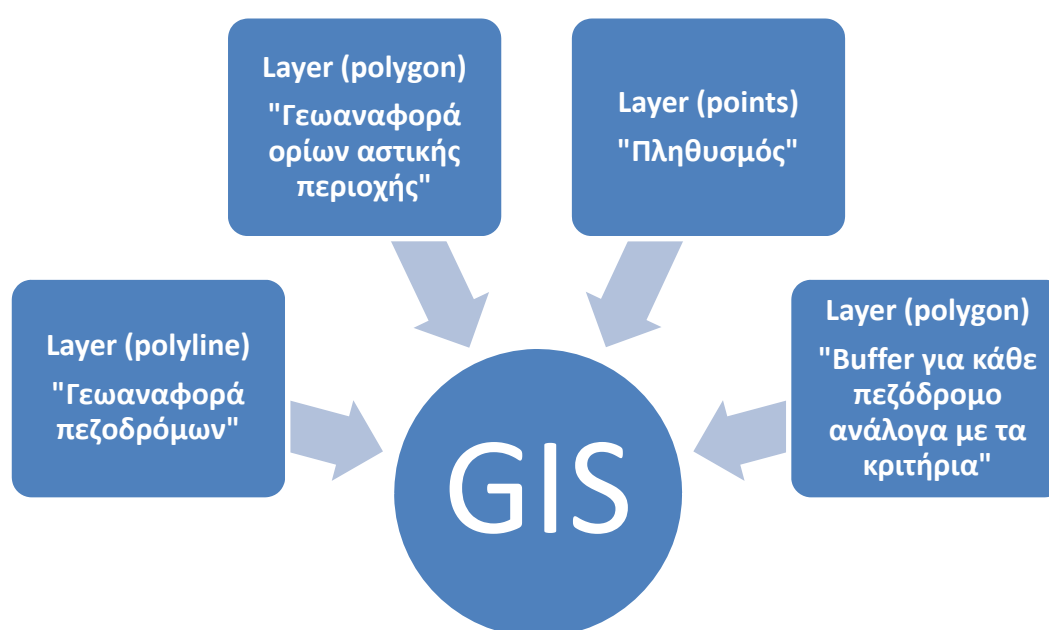 Layer (polygon)
"Γεωαναφορά
ορίων αστικής
περιοχής"
Layer (points)
"Πληθυσμός"
Layer (polyline)
"Γεωαναφορά
πεζοδρόμων"
Layer (polygon)
"Buffer για κάθε
πεζόδρομο
ανάλογα με τα
κριτήρια"
GIS